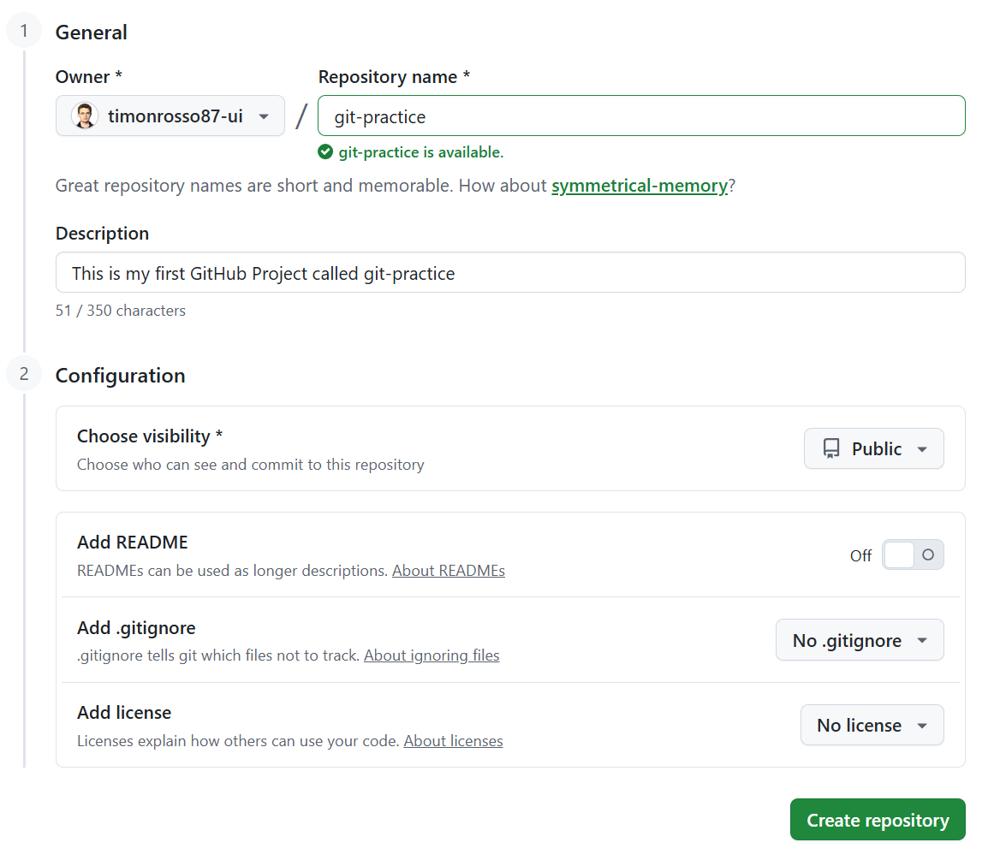 1
General
Owner *
Repository name *
timonrosso87-ui
/
git-practice
git-practice is available.
Great repository names are short and memorable. How about symmetrical-memory?
Description
This is my first GitHub Project called git-practice
51 / 350 characters
2
Configuration
Choose visibility *
Choose who can see and commit to this repository
Public
Add README
READMEs can be used as longer descriptions. About READMEs
Off
Add .gitignore
.gitignore tells git which files not to track. About ignoring files
No .gitignore
Add license
Licenses explain how others can use your code. About licenses
No license
Create repository